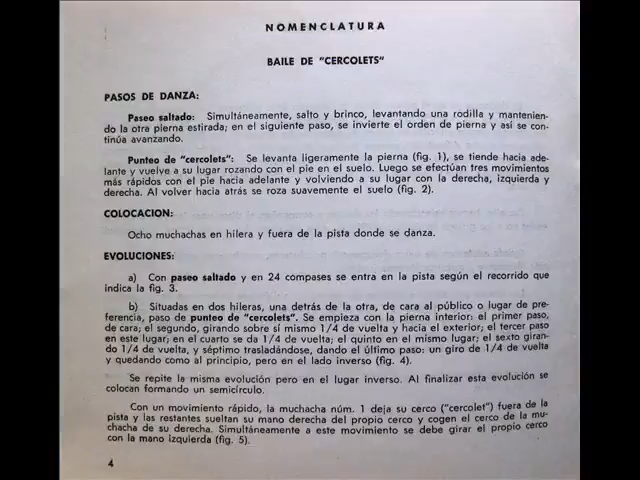 NOMENCLATURA
BAILE DE "CERCOLETS"
PASOS DE DANZA:
Paseo saltado: Simultáneamente, salto y brinco, levantando una rodilla y mantenien-
do la otra pierna estirada; en el siguiente paso, se invierte el orden de pierna y así se con-
tinúa avanzando.
Punteo de "cercolets": Se levanta ligeramente la pierna (fig. 1), se tiende hacia ade-
lante y vuelve a su lugar rozando con el pie en el suelo. Luego se efectúan tres movimientos
más rápidos con el pie hacia adelante y volviendo a su lugar con la derecha, izquierda y
derecha. Al volver hacia atrás se roza suavemente el suelo (fig. 2).
COLOCACION:
Ocho muchachas en hilera y fuera de la pista donde se danza.
EVOLUCIONES:
a) Con paseo saltado y en 24 compases se entra en la pista según el recorrido que
indica la fig. 3.
b) Situadas en dos hileras, una detrás de la otra, de cara al público o lugar de pre-
ferencia, paso de punteo de "cercolets". Se empieza con la pierna interior: el primer paso,
de cara; el segundo, girando sobre sí mismo 1/4 de vuelta y hacia el exterior; el tercer paso
en este lugar; en el cuarto se da 1/4 de vuelta; el quinto en el mismo lugar; el sexto giran-
do 1/4 de vuelta, y séptimo trasladándose, dando el último paso: un giro de 1/4 de vuelta
y quedando como al principio, pero en el lado inverso (fig. 4).
Se repite la misma evolución pero en el lugar inverso. Al finalizar esta evolución se
colocan formando un semicírculo.
Con un movimiento rápido, la muchacha núm. 1 deja su cerco ("cercolet") fuera de la
pista y las restantes sueltan su mano derecha del propio cerco y cogen el cerco de la mu-
chacha de su derecha. Simultáneamente a este movimiento se debe girar el propio cerco
con la mano izquierda (fig. 5).
4